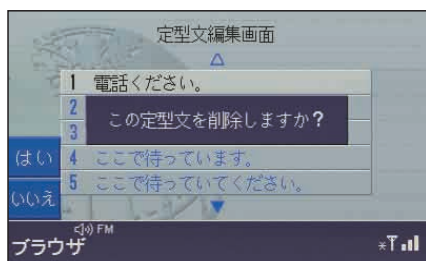 定型文編集画面
1 電話ください。
2
この定型文を削除しますか?
3
はい
4 ここで待っています。
5 ここで待っていてください。
いいえ
FM
ブラウザ